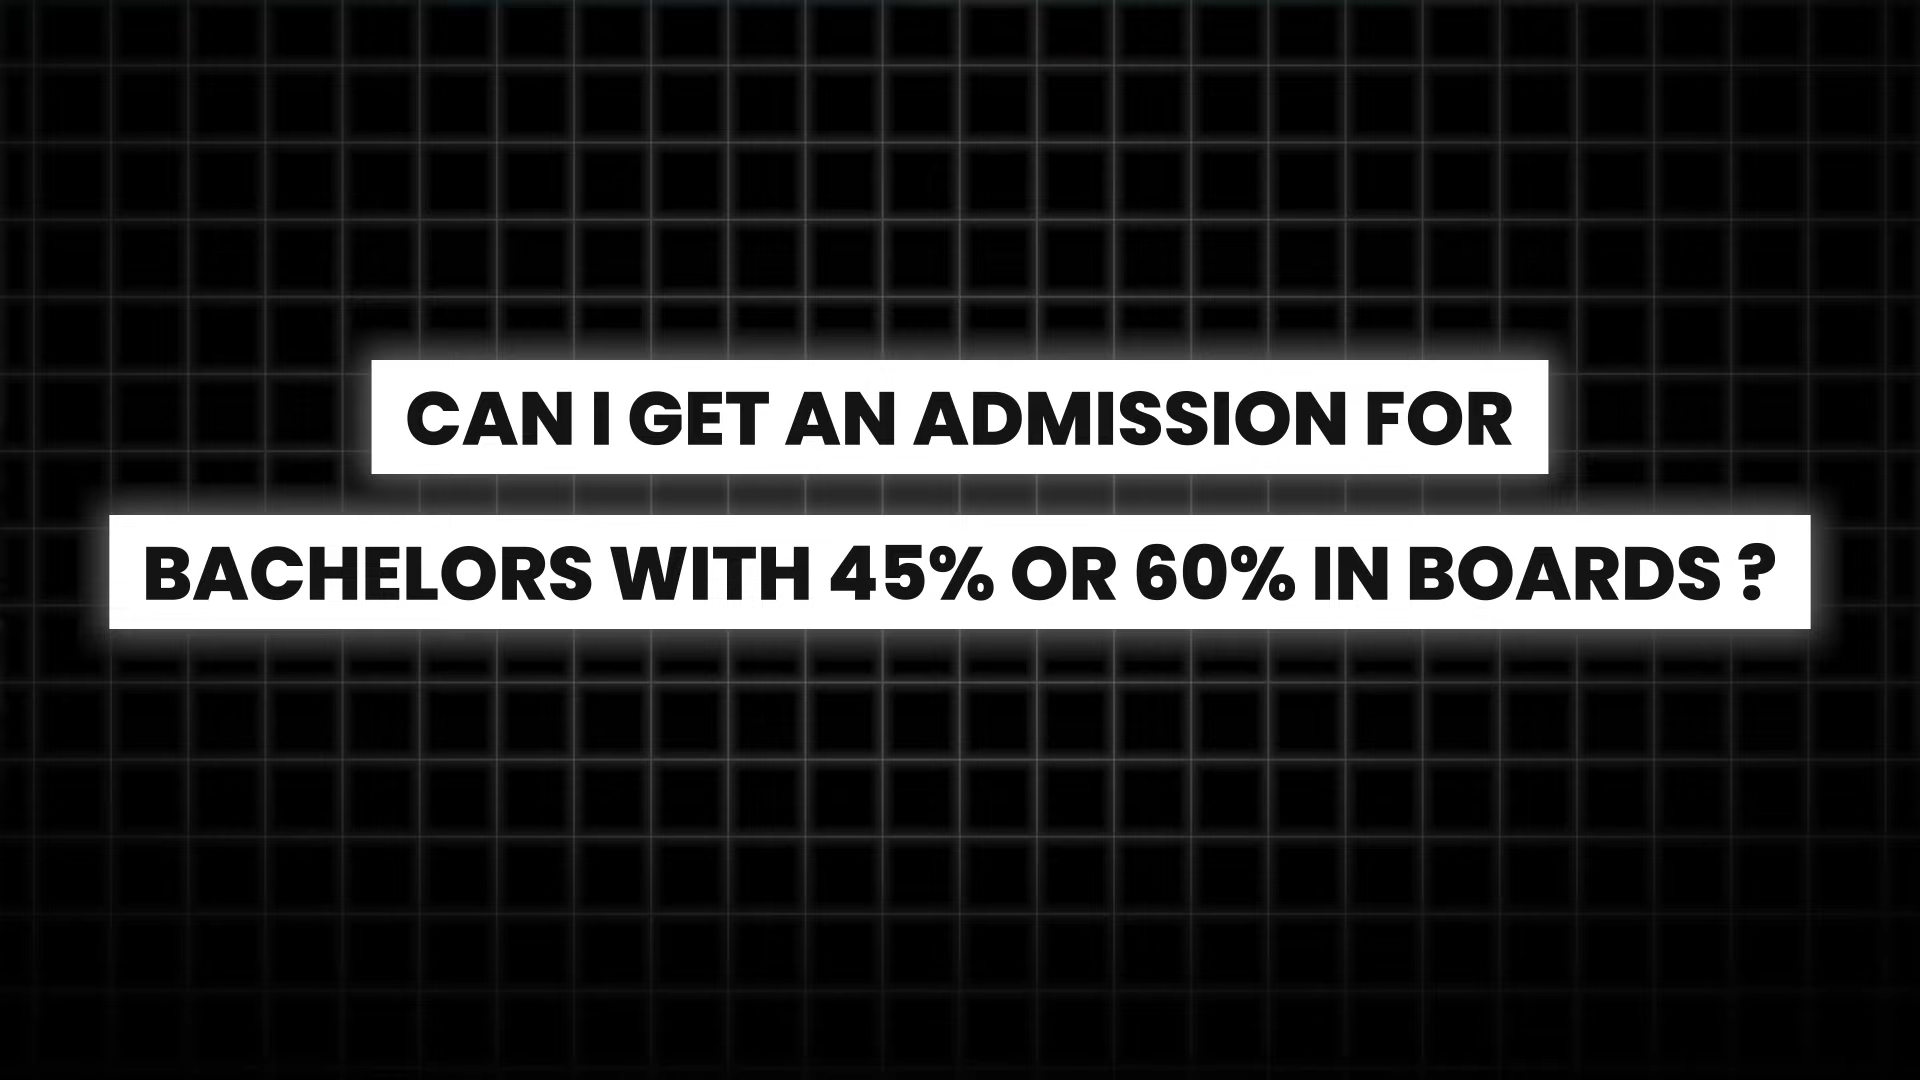 CAN I GET AN ADMISSION FOR
BACHELORS WITH 45% OR 60% IN BOARDS ?